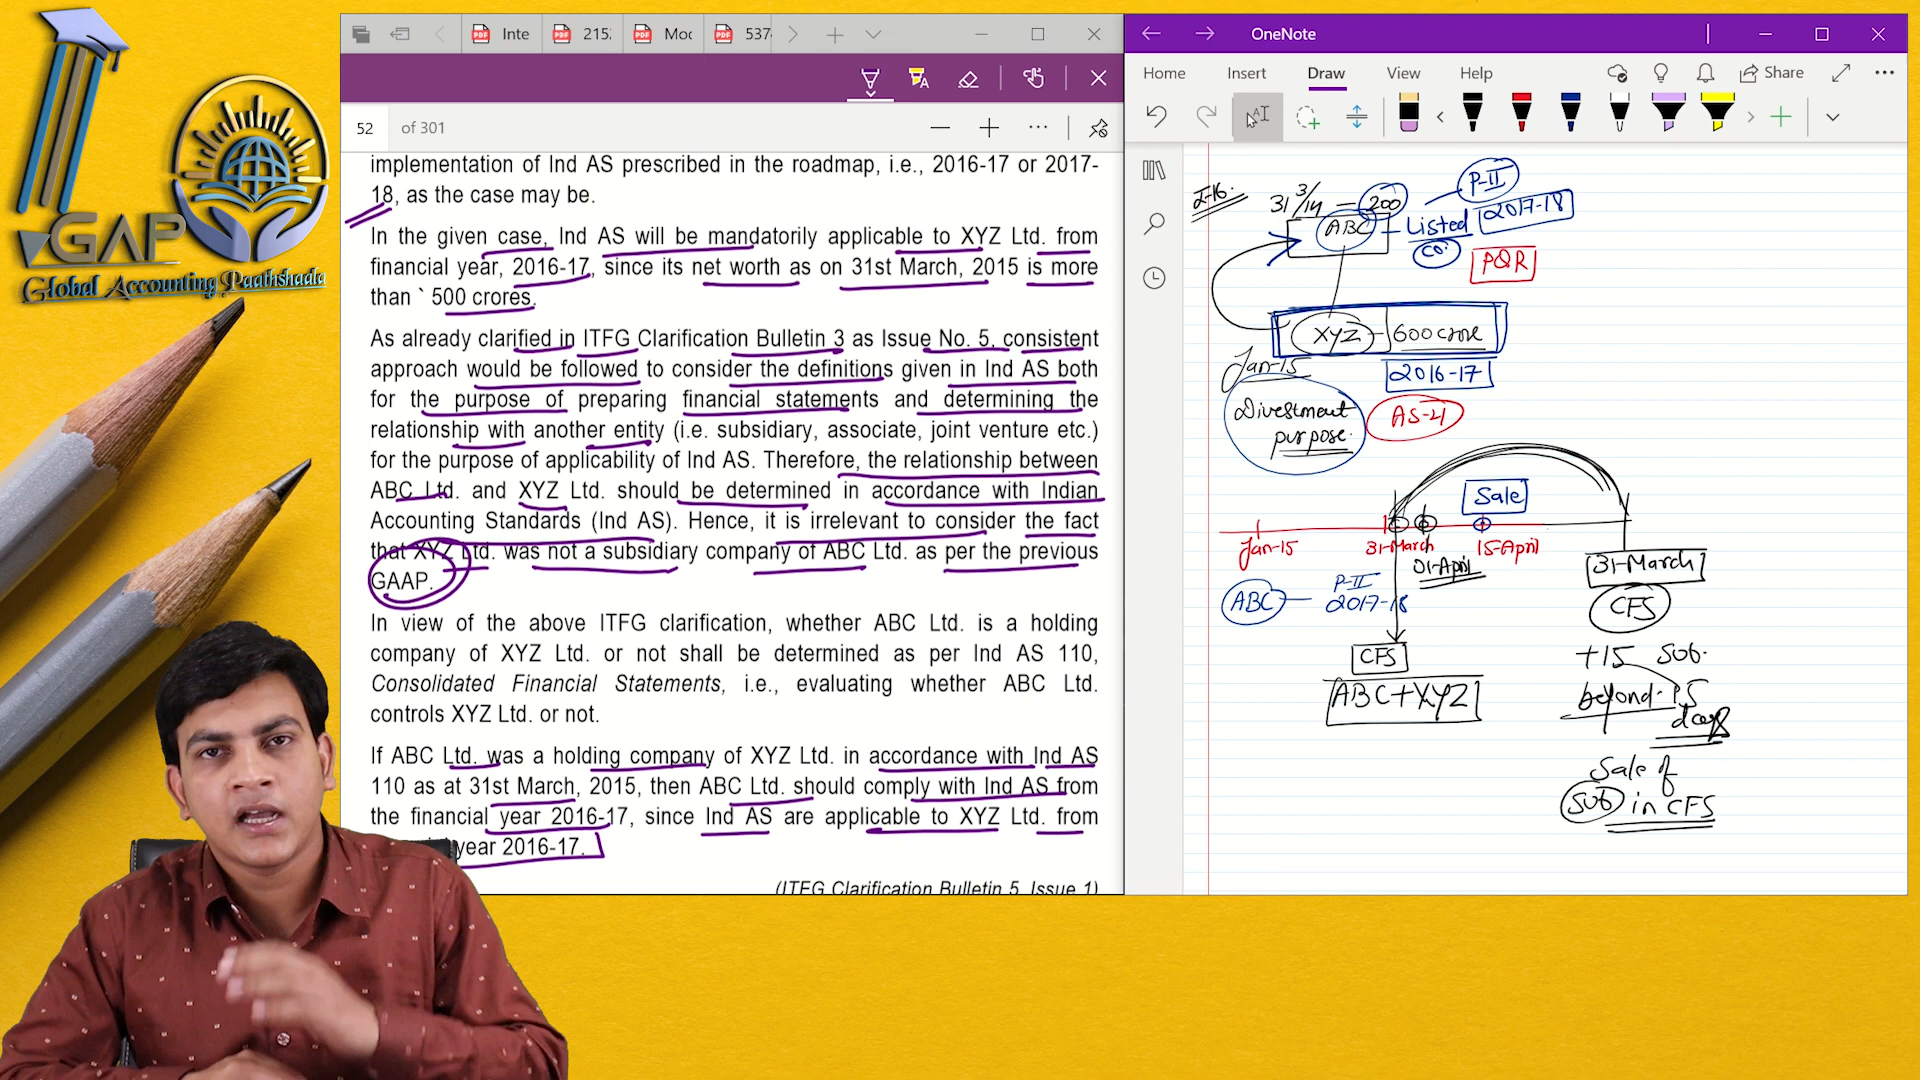 GAP
Global Accounting Paathshaala
Inte
215:
Moc
537
52
of 301
implementation of Ind AS prescribed in the roadmap, i.e., 2016-17 or 2017-
18, as the case may be.
In the given case, Ind AS will be mandatorily applicable to XYZ Ltd. from
financial year, 2016-17, since its net worth as on 31st March, 2015 is more
than ` 500 crores.
As already clarified in ITFG Clarification Bulletin 3 as Issue No. 5, consistent
approach would be followed to consider the definitions given in Ind AS both
for the purpose of preparing financial statements and determining the
relationship with another entity (i.e. subsidiary, associate, joint venture etc.)
for the purpose of applicability of Ind AS. Therefore, the relationship between
ABC Ltd. and XYZ Ltd. should be determined in accordance with Indian
Accounting Standards (Ind AS). Hence, it is irrelevant to consider the fact
that XYZ Ltd. was not a subsidiary company of ABC Ltd. as per the previous
GAAP.
In view of the above ITFG clarification, whether ABC Ltd. is a holding
company of XYZ Ltd. or not shall be determined as per Ind AS 110,
Consolidated Financial Statements, i.e., evaluating whether ABC Ltd.
controls XYZ Ltd. or not.
If ABC Ltd. was a holding company of XYZ Ltd. in accordance with Ind AS
110 as at 31st March, 2015, then ABC Ltd. should comply with Ind AS from
the financial year 2016-17, since Ind AS are applicable to XYZ Ltd. from
year 2016-17.
(ITFG Clarification Bulletin 5, Issue 1)
OneNote
Home Insert Draw View Help
Share
I-16.
31/3/14 — 200
P-II
ABC — Listed
2017-18
CO.
PQR
XYZ — 600 crore
Jan-15
2016-17
Divestment
purpose.
AS-21
Sale
Jan-15
31-March
15-April
01-April
31-March
ABC — P-II
2017-18
CFS
CFS
ABC+XYZ
+15 Sub.
beyond 15
days
Sale of
Sub in CFS